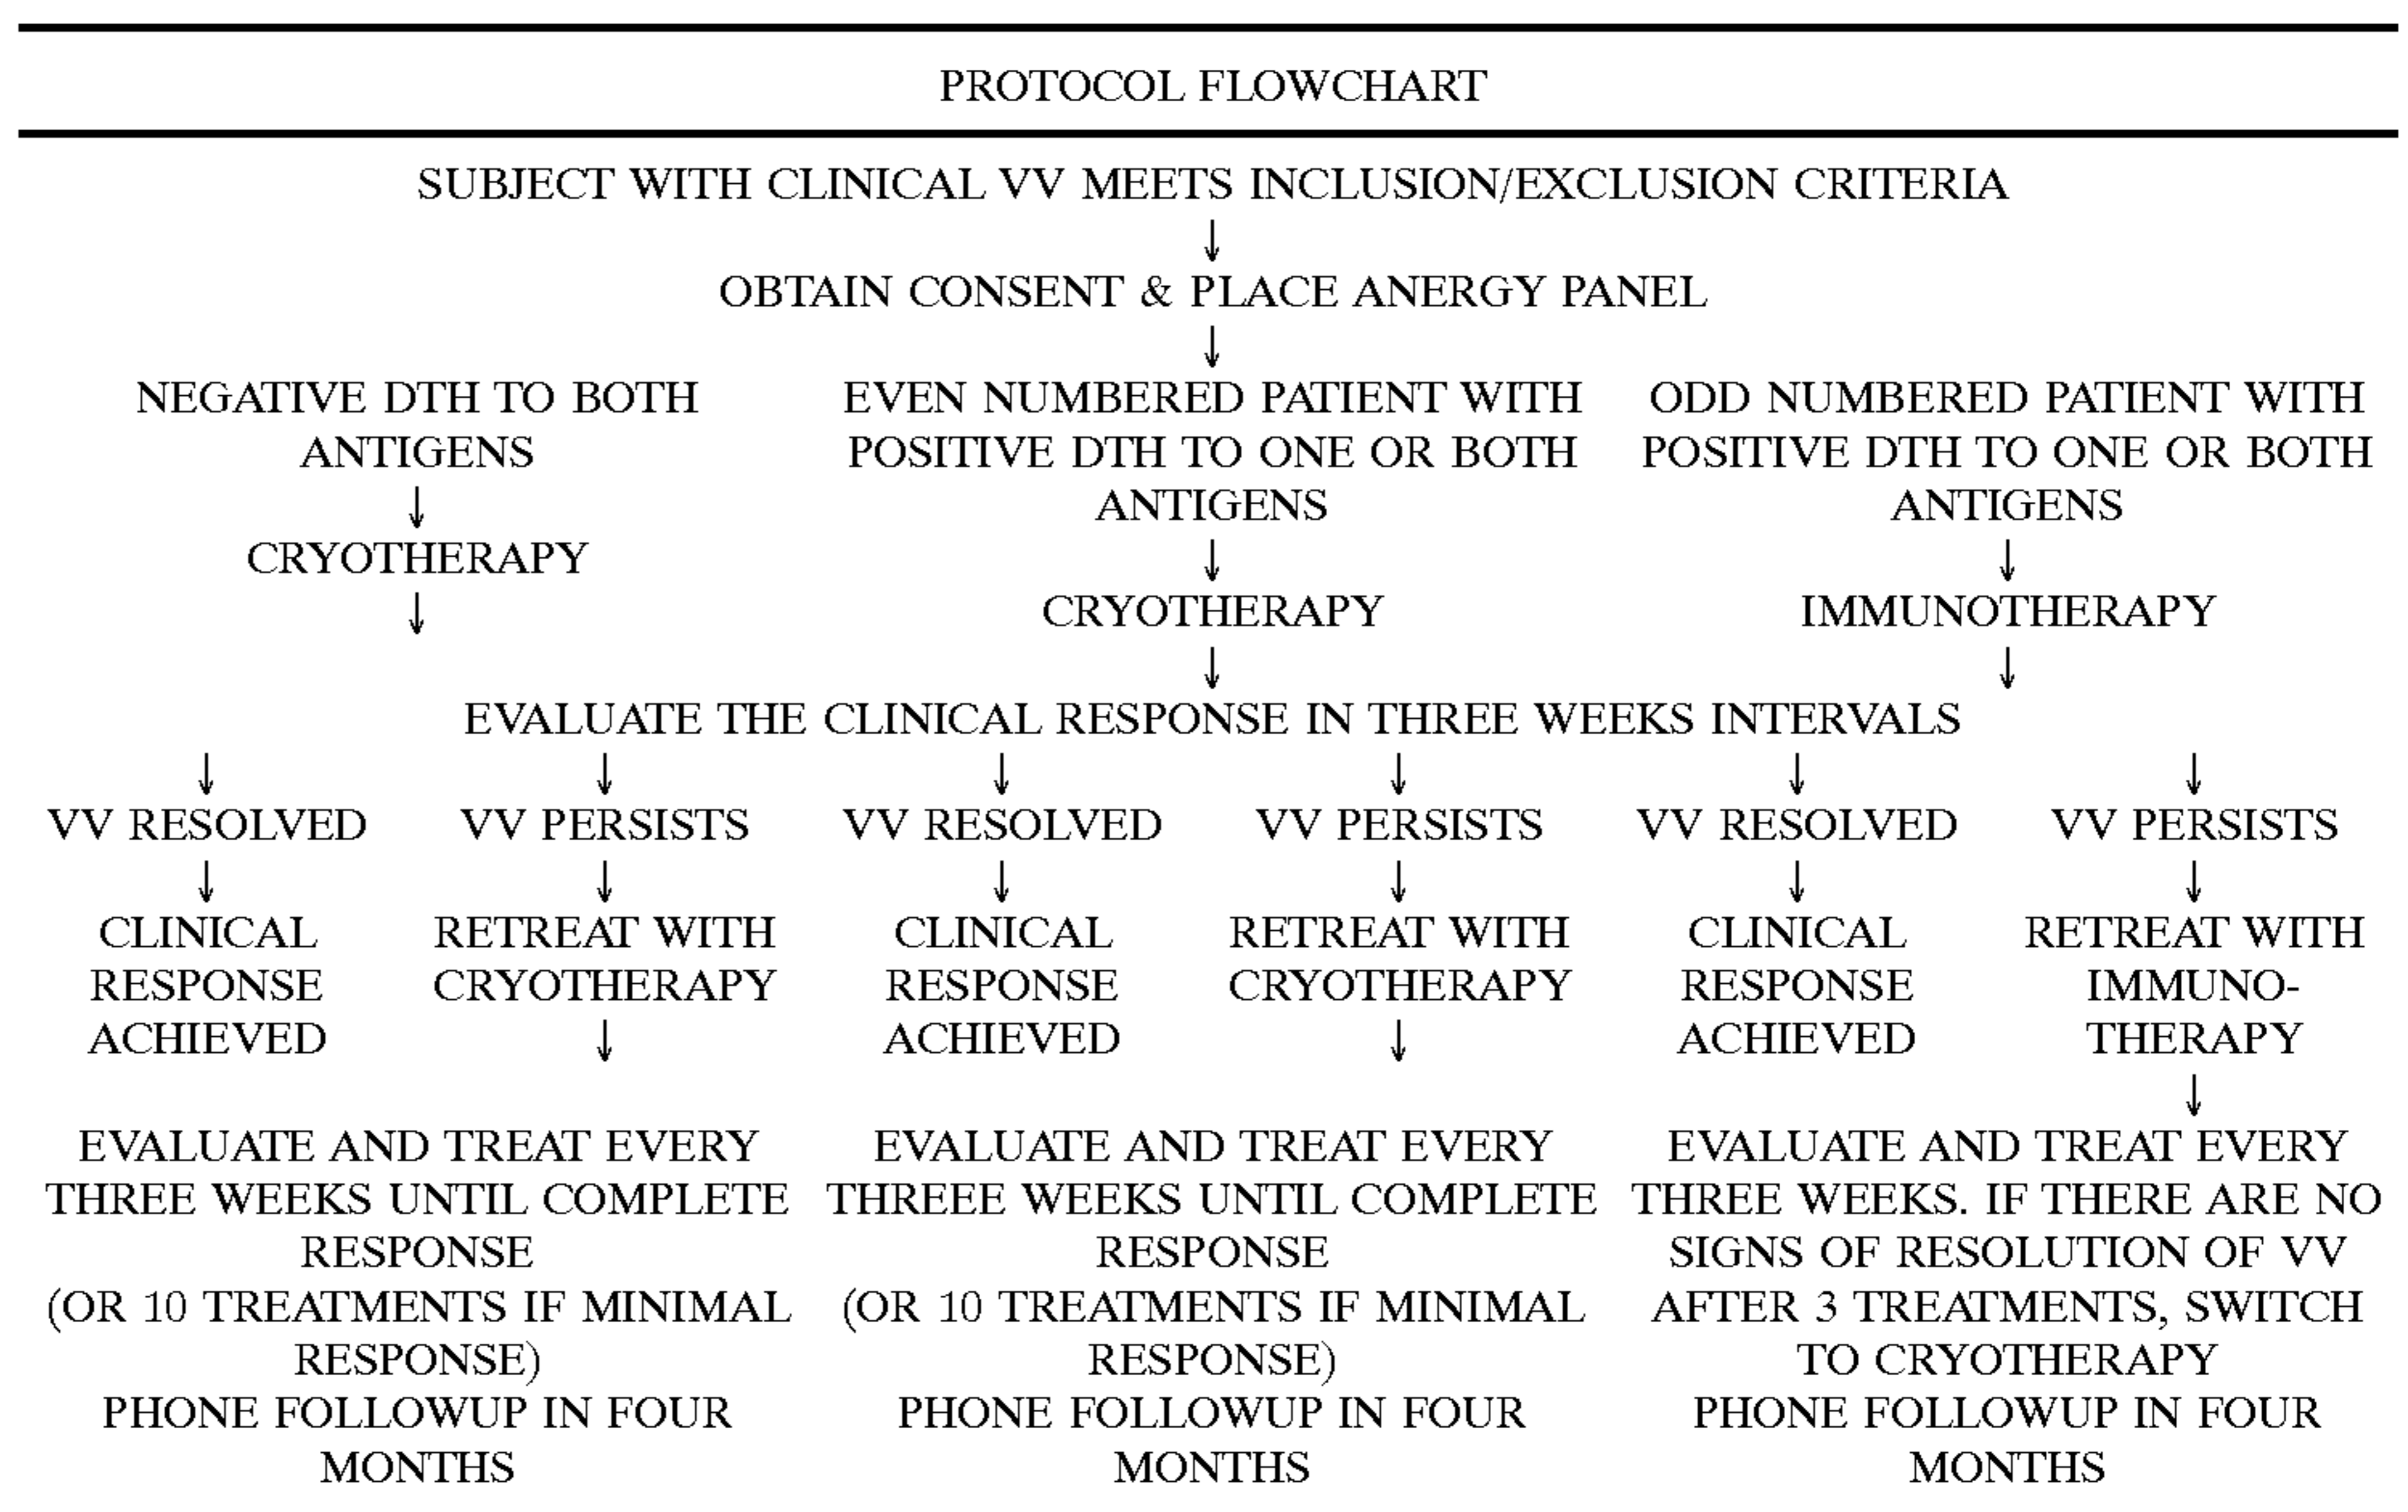 PROTOCOL FLOWCHART
SUBJECT WITH CLINICAL VV MEETS INCLUSION/EXCLUSION CRITERIA
↓
OBTAIN CONSENT & PLACE ANERGY PANEL
↓
NEGATIVE DTH TO BOTH
ANTIGENS
↓
CRYOTHERAPY
↓
EVEN NUMBERED PATIENT WITH
POSITIVE DTH TO ONE OR BOTH
ANTIGENS
↓
CRYOTHERAPY
↓
ODD NUMBERED PATIENT WITH
POSITIVE DTH TO ONE OR BOTH
ANTIGENS
↓
IMMUNOTHERAPY
↓
EVALUATE THE CLINICAL RESPONSE IN THREE WEEKS INTERVALS
↓
VV RESOLVED
↓
CLINICAL
RESPONSE
ACHIEVED
↓
VV PERSISTS
↓
RETREAT WITH
CRYOTHERAPY
↓
↓
VV RESOLVED
↓
CLINICAL
RESPONSE
ACHIEVED
↓
VV PERSISTS
↓
RETREAT WITH
CRYOTHERAPY
↓
↓
VV RESOLVED
↓
CLINICAL
RESPONSE
ACHIEVED
↓
VV PERSISTS
↓
RETREAT WITH
IMMUNO-
THERAPY
↓
EVALUATE AND TREAT EVERY
THREE WEEKS UNTIL COMPLETE
RESPONSE
(OR 10 TREATMENTS IF MINIMAL
RESPONSE)
PHONE FOLLOWUP IN FOUR
MONTHS
EVALUATE AND TREAT EVERY
THREEE WEEKS UNTIL COMPLETE
RESPONSE
(OR 10 TREATMENTS IF MINIMAL
RESPONSE)
PHONE FOLLOWUP IN FOUR
MONTHS
EVALUATE AND TREAT EVERY
THREE WEEKS. IF THERE ARE NO
SIGNS OF RESOLUTION OF VV
AFTER 3 TREATMENTS, SWITCH
TO CRYOTHERAPY
PHONE FOLLOWUP IN FOUR
MONTHS